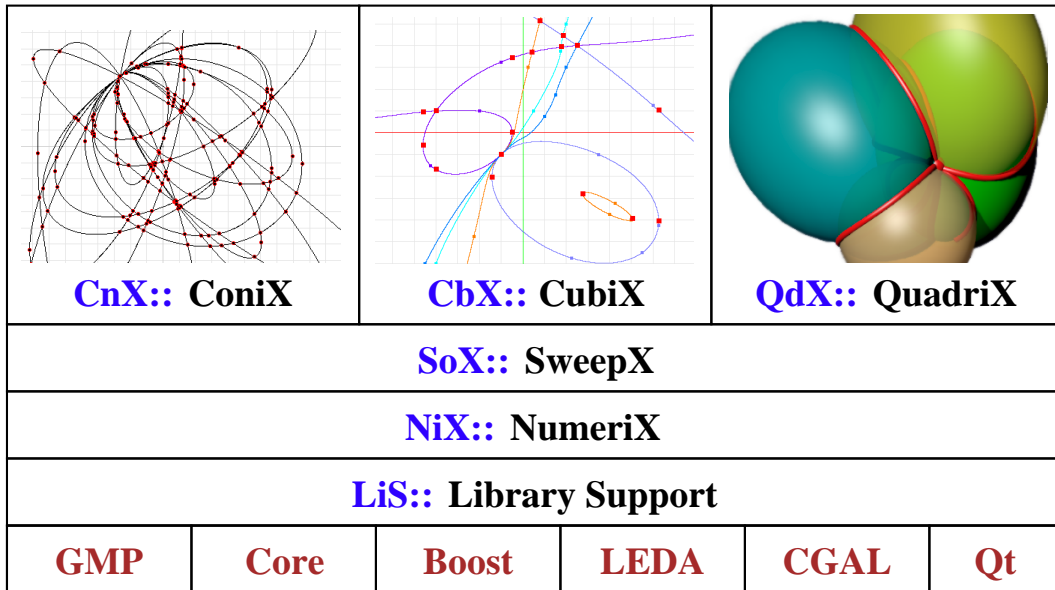 CnX:: ConiX
CbX:: CubiX
QdX:: QuadriX
SoX:: SweepX
NiX:: NumeriX
LiS:: Library Support
GMP
Core
Boost
LEDA
CGAL
Qt